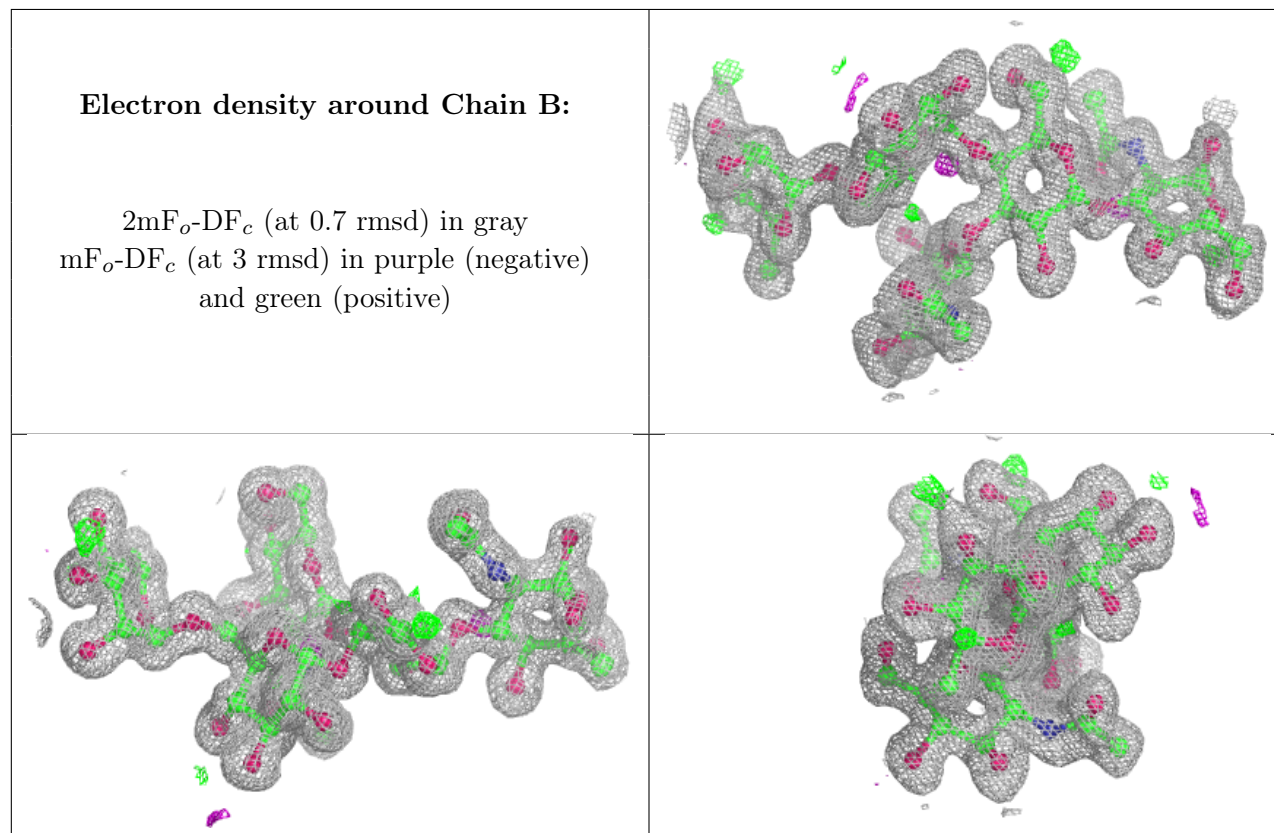 Electron density around Chain B:
2mFo-DFc (at 0.7 rmsd) in gray
mFo-DFc (at 3 rmsd) in purple (negative)
and green (positive)